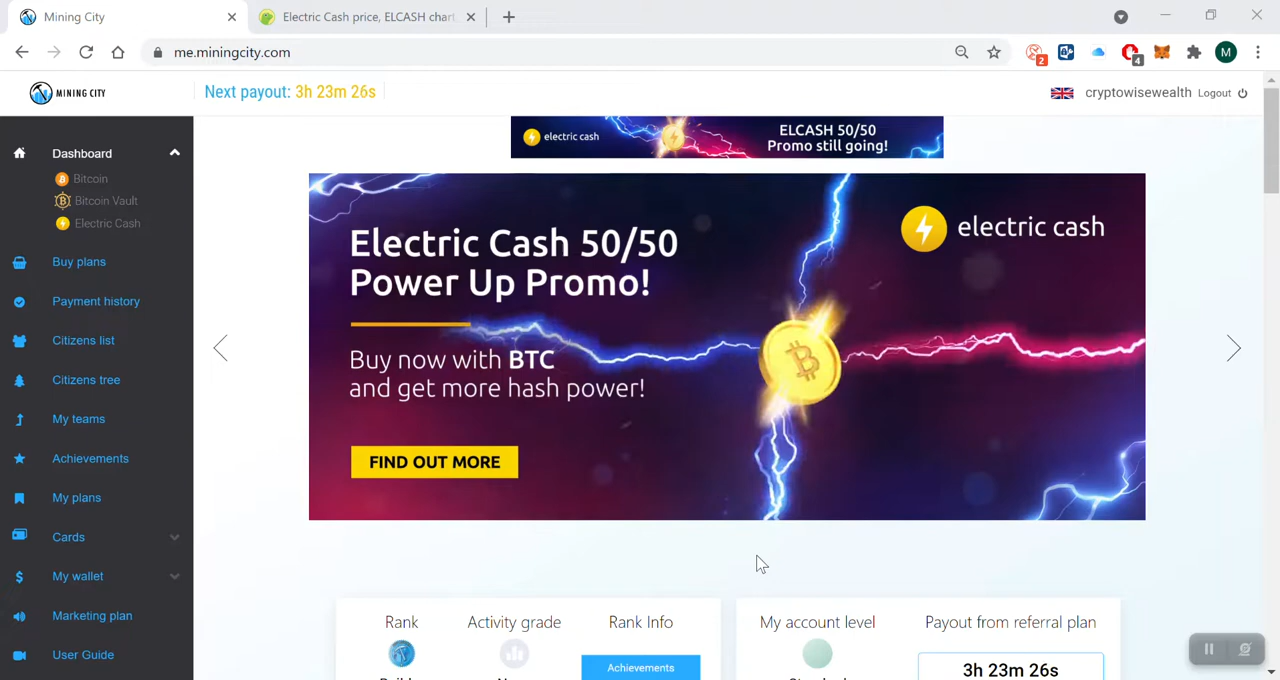 Mining City
Electric Cash price, ELCASH chart
me.miningcity.com
2
4
M
MINING CITY
Next payout: 3h 23m 26s
cryptowisewealth Logout
Dashboard
Bitcoin
Bitcoin Vault
Electric Cash
Buy plans
Payment history
Citizens list
Citizens tree
My teams
Achievements
My plans
Cards
My wallet
Marketing plan
User Guide
electric cash
ELCASH 50/50
Promo still going!
Electric Cash 50/50
Power Up Promo!
electric cash
Buy now with BTC
and get more hash power!
FIND OUT MORE
Rank
Activity grade
Rank Info
Achievements
My account level
Payout from referral plan
3h 23m 26s